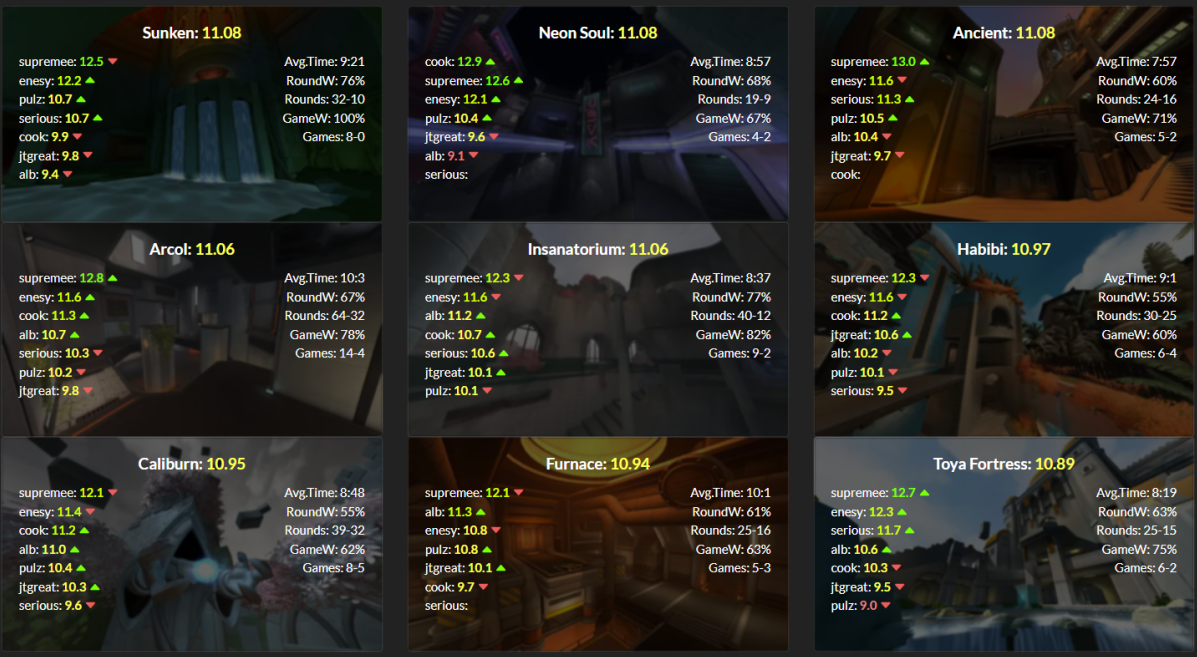 Sunken: 11.08
supremee: 12.5
enesy: 12.2
pulz: 10.7
serious: 10.7
cook: 9.9
jtgreat: 9.8
alb: 9.4
Avg.Time: 9:21
RoundW: 76%
Rounds: 32-10
GameW: 100%
Games: 8-0
Neon Soul: 11.08
cook: 12.9
supremee: 12.6
enesy: 12.1
pulz: 10.4
jtgreat: 9.6
alb: 9.1
serious:
Avg.Time: 8:57
RoundW: 68%
Rounds: 19-9
GameW: 67%
Games: 4-2
Ancient: 11.08
supremee: 13.0
enesy: 11.6
serious: 11.3
pulz: 10.5
alb: 10.4
jtgreat: 9.7
cook:
Avg.Time: 7:57
RoundW: 60%
Rounds: 24-16
GameW: 71%
Games: 5-2
Arcol: 11.06
supremee: 12.8
enesy: 11.6
cook: 11.3
alb: 10.7
serious: 10.3
pulz: 10.2
jtgreat: 9.8
Avg.Time: 10:3
RoundW: 67%
Rounds: 64-32
GameW: 78%
Games: 14-4
Insanatorium: 11.06
supremee: 12.3
enesy: 11.6
alb: 11.2
cook: 10.7
serious: 10.6
jtgreat: 10.1
pulz: 10.1
Avg.Time: 8:37
RoundW: 77%
Rounds: 40-12
GameW: 82%
Games: 9-2
Habibi: 10.97
supremee: 12.3
enesy: 11.6
cook: 11.2
jtgreat: 10.6
alb: 10.2
pulz: 10.1
serious: 9.5
Avg.Time: 9:1
RoundW: 55%
Rounds: 30-25
GameW: 60%
Games: 6-4
Caliburn: 10.95
supremee: 12.1
enesy: 11.4
cook: 11.2
alb: 11.0
pulz: 10.4
jtgreat: 10.3
serious: 9.6
Avg.Time: 8:48
RoundW: 55%
Rounds: 39-32
GameW: 62%
Games: 8-5
Furnace: 10.94
supremee: 12.1
alb: 11.3
enesy: 10.8
pulz: 10.8
jtgreat: 10.1
cook: 9.7
serious:
Avg.Time: 10:1
RoundW: 61%
Rounds: 25-16
GameW: 63%
Games: 5-3
Toya Fortress: 10.89
supremee: 12.7
enesy: 12.3
serious: 11.7
alb: 10.6
cook: 10.3
jtgreat: 9.5
pulz: 9.0
Avg.Time: 8:19
RoundW: 63%
Rounds: 25-15
GameW: 75%
Games: 6-2